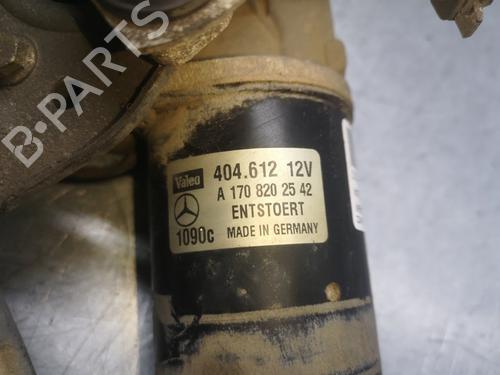 B-PARTS
Valeo 404.612 12V
A 170 820 25 42
ENTSTOERT
1090c MADE IN GERMANY